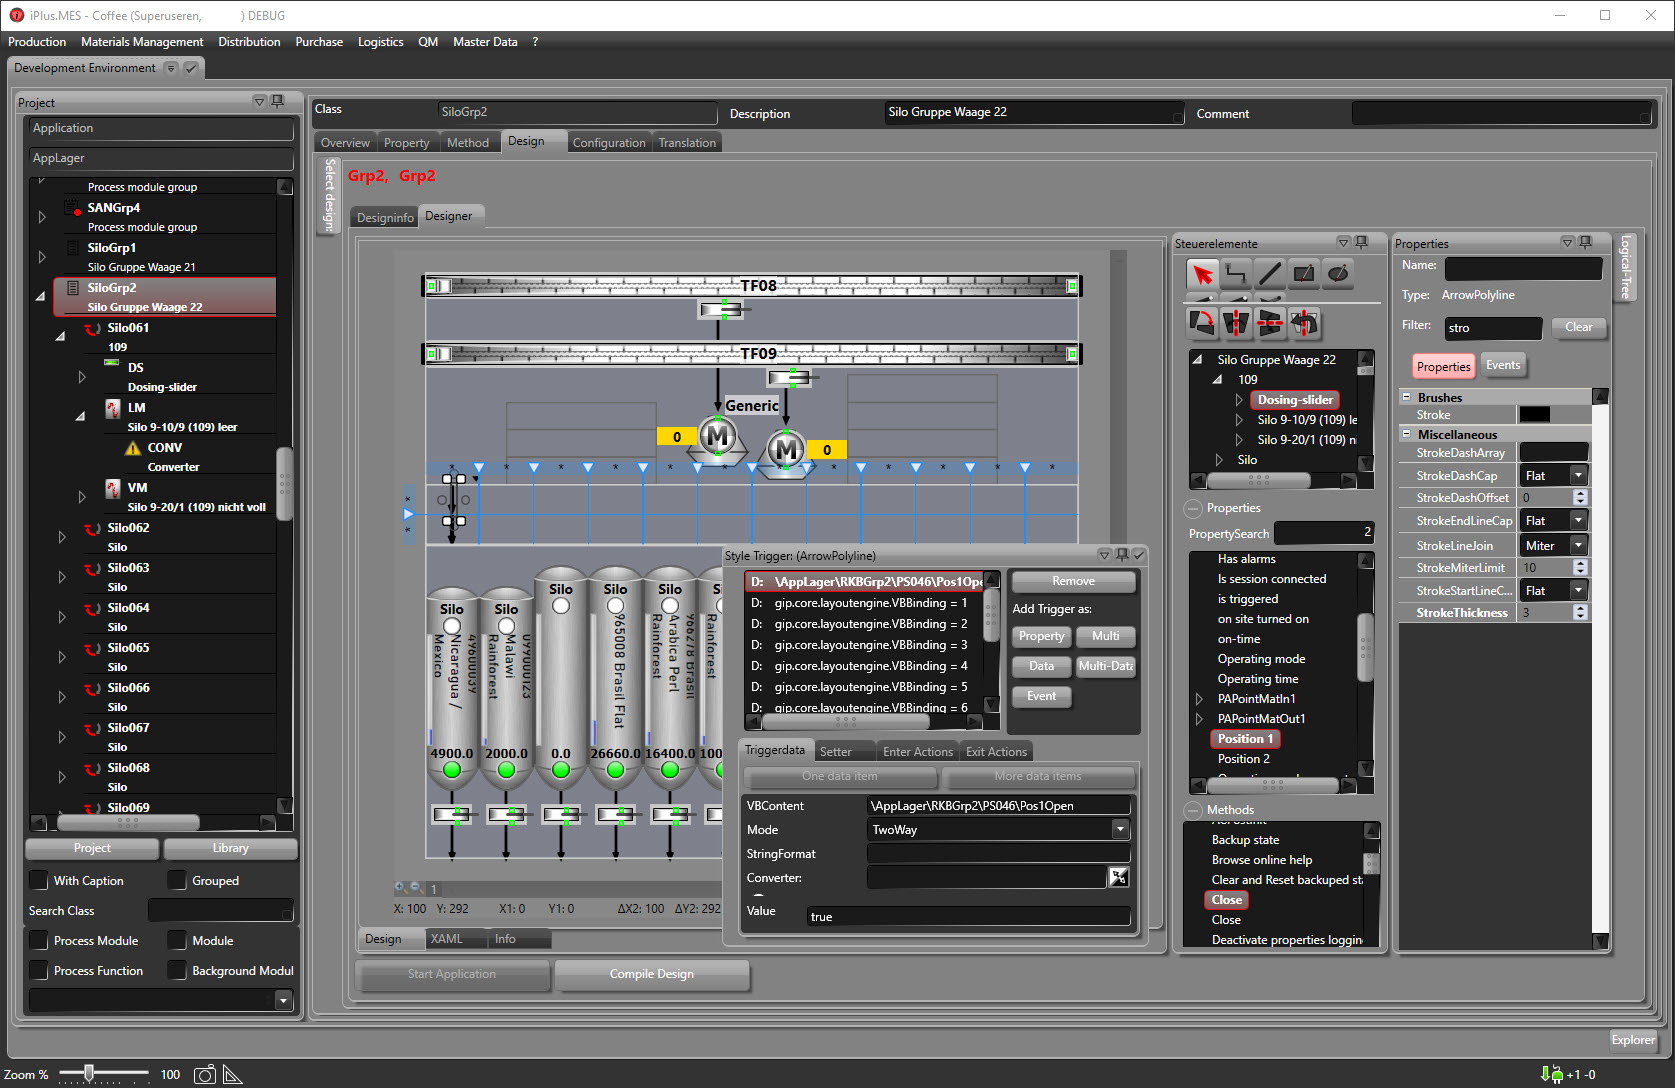 iPlus.MES - Coffee (Superuseren, ) DEBUG
Production Materials Management Distribution Purchase Logistics QM Master Data ?
Development Environment
Project
Application
AppLager
Process module group
SANGrp4
Process module group
SiloGrp1
Silo Gruppe Waage 21
SiloGrp2
Silo Gruppe Waage 22
Silo061
109
DS
Dosing-slider
LM
Silo 9-10/9 (109) leer
CONV
Converter
VM
Silo 9-20/1 (109) nicht voll
Silo062
Silo
Silo063
Silo
Silo064
Silo
Silo065
Silo
Silo066
Silo
Silo067
Silo
Silo068
Silo
Silo069
Project Library
With Caption Grouped
Search Class
Process Module Module
Process Function Background Modul
Class SiloGrp2 Description Silo Gruppe Waage 22 Comment
Overview Property Method Design Configuration Translation
Select design:
Grp2, Grp2
Designinfo Designer
TF08
TF09
Generic
M 0
M 0
Silo Silo Silo Silo Silo S
49600039
Nicaragua /
Mexico
099000123
Malawi
Rainforest
965008 Brasil Flat
Arabica Perl
Rainforest
Rainforest
4900.0 2000.0 0.0 26660.0 16400.0 100
1
X: 100 Y: 292 X1: 0 Y1: 0 ΔX2: 100 ΔY2: 292
Design XAML Info
Start Application Compile Design
Style Trigger: (ArrowPolyline)
D: \AppLager\RKBGrp2\PS046\Pos1Ope
D: gip.core.layoutengine.VBBinding = 1
D: gip.core.layoutengine.VBBinding = 2
D: gip.core.layoutengine.VBBinding = 3
D: gip.core.layoutengine.VBBinding = 4
D: gip.core.layoutengine.VBBinding = 5
D: gip.core.layoutengine.VBBinding = 6
Remove
Add Trigger as:
Property Multi
Data Multi-Data
Event
Triggerdata Setter Enter Actions Exit Actions
One data item More data items
VBContent \AppLager\RKBGrp2\PS046\Pos1Open
Mode TwoWay
StringFormat
Converter:
Value true
Steuerelemente
Silo Gruppe Waage 22
109
Dosing-slider
Silo 9-10/9 (109) lee
Silo 9-20/1 (109) ni
Silo
Properties
PropertySearch 2
Has alarms
Is session connected
is triggered
on site turned on
on-time
Operating mode
Operating time
PAPointMatIn1
PAPointMatOut1
Position 1
Position 2
Methods
Backup state
Browse online help
Clear and Reset backuped sta
Close
Close
Deactivate properties loggin
Properties
Name:
Type: ArrowPolyline
Filter: stro Clear
Properties Events
Brushes
Stroke
Miscellaneous
StrokeDashArray
StrokeDashCap Flat
StrokeDashOffset 0
StrokeEndLineCap Flat
StrokeLineJoin Miter
StrokeMiterLimit 10
StrokeStartLineC... Flat
StrokeThickness 3
Logical-Tree
Explorer
Zoom % 100
+1 -0